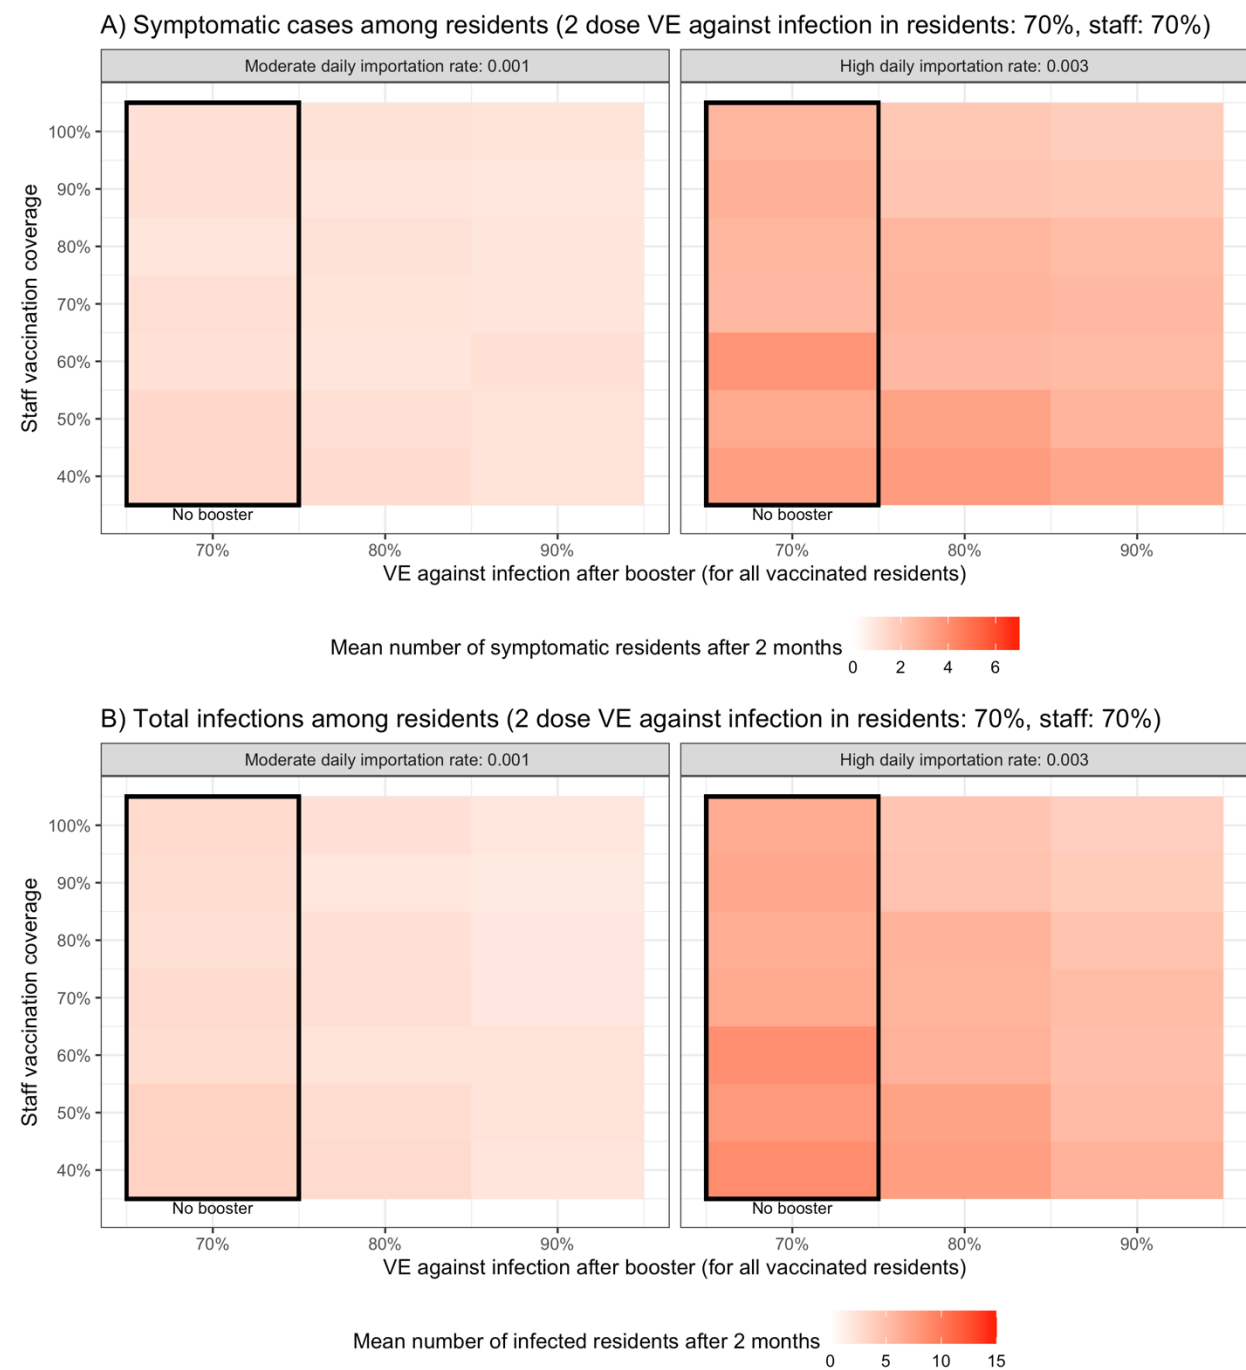 A) Symptomatic cases among residents (2 dose VE against infection in residents: 70%, staff: 70%)
Moderate daily importation rate: 0.001
High daily importation rate: 0.003
Staff vaccination coverage
100%
90%
80%
70%
60%
50%
40%
No booster
No booster
70%
80%
90%
70%
80%
90%
VE against infection after booster (for all vaccinated residents)
Mean number of symptomatic residents after 2 months
0
2
4
6
B) Total infections among residents (2 dose VE against infection in residents: 70%, staff: 70%)
Moderate daily importation rate: 0.001
High daily importation rate: 0.003
Staff vaccination coverage
100%
90%
80%
70%
60%
50%
40%
No booster
No booster
70%
80%
90%
70%
80%
90%
VE against infection after booster (for all vaccinated residents)
Mean number of infected residents after 2 months
0
5
10
15